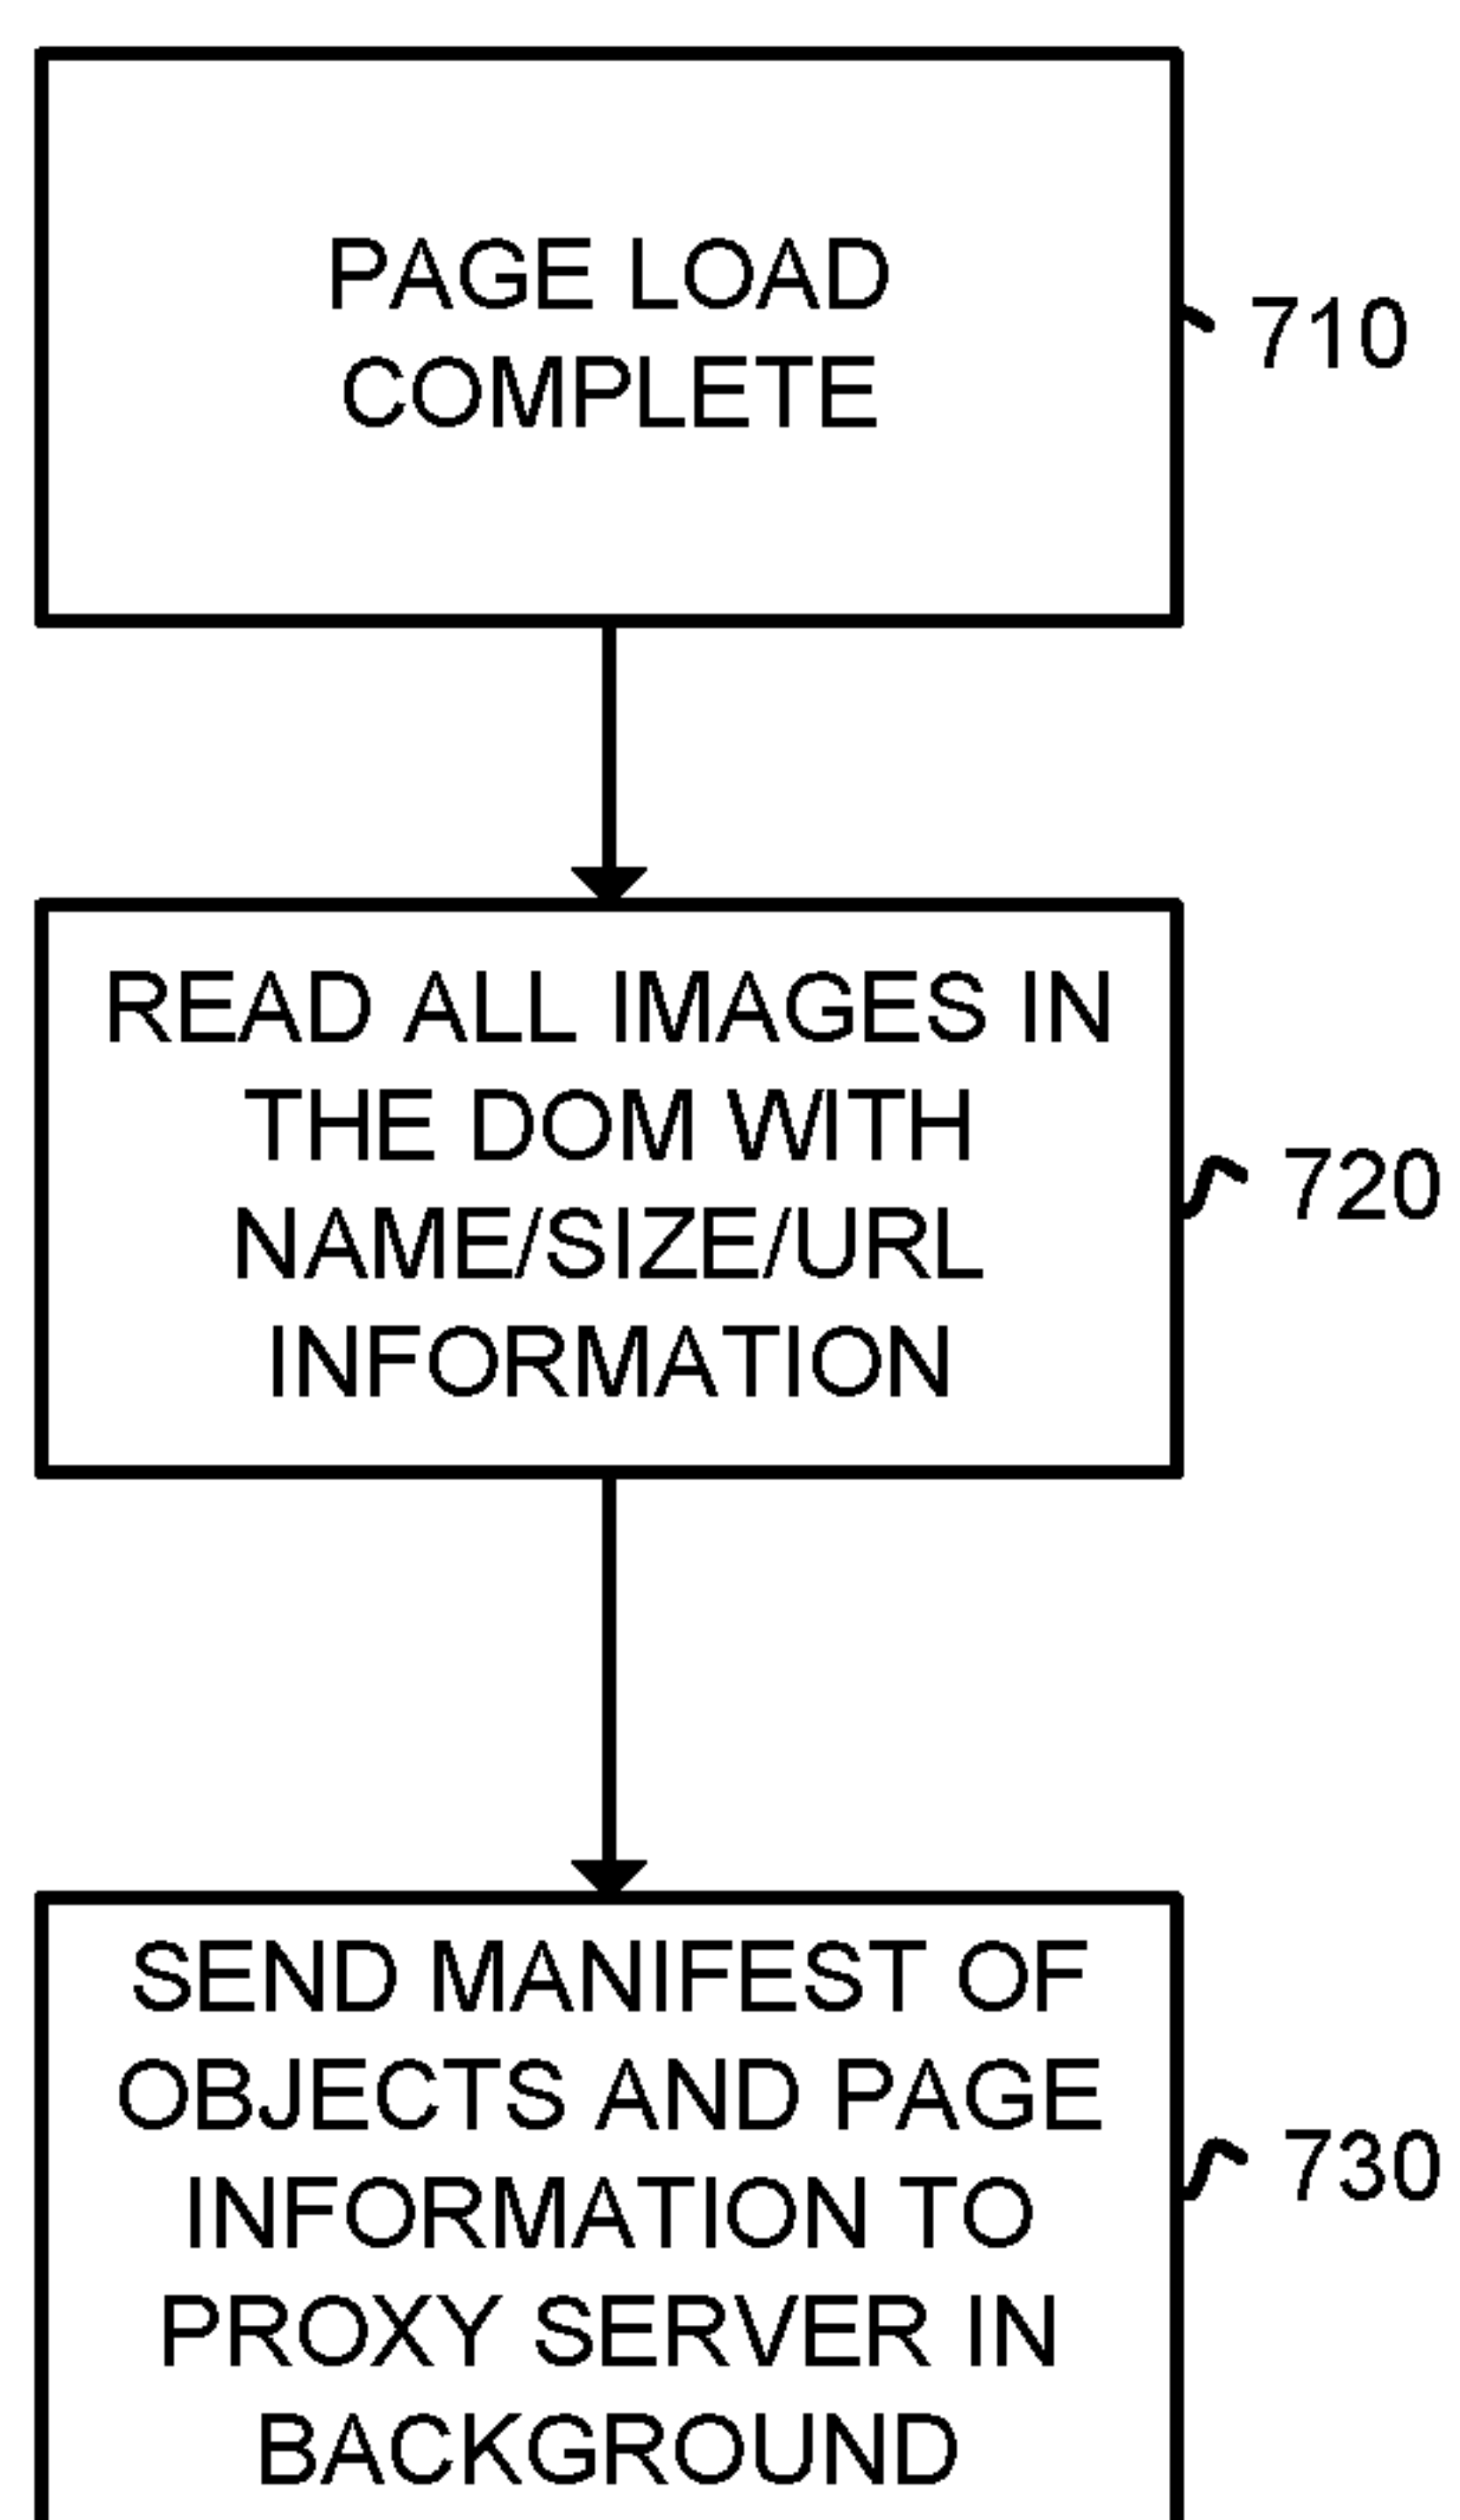 PAGE LOAD
COMPLETE
710
READ ALL IMAGES IN
THE DOM WITH
NAME/SIZE/URL
INFORMATION
720
SEND MANIFEST OF
OBJECTS AND PAGE
INFORMATION TO
PROXY SERVER IN
BACKGROUND
730